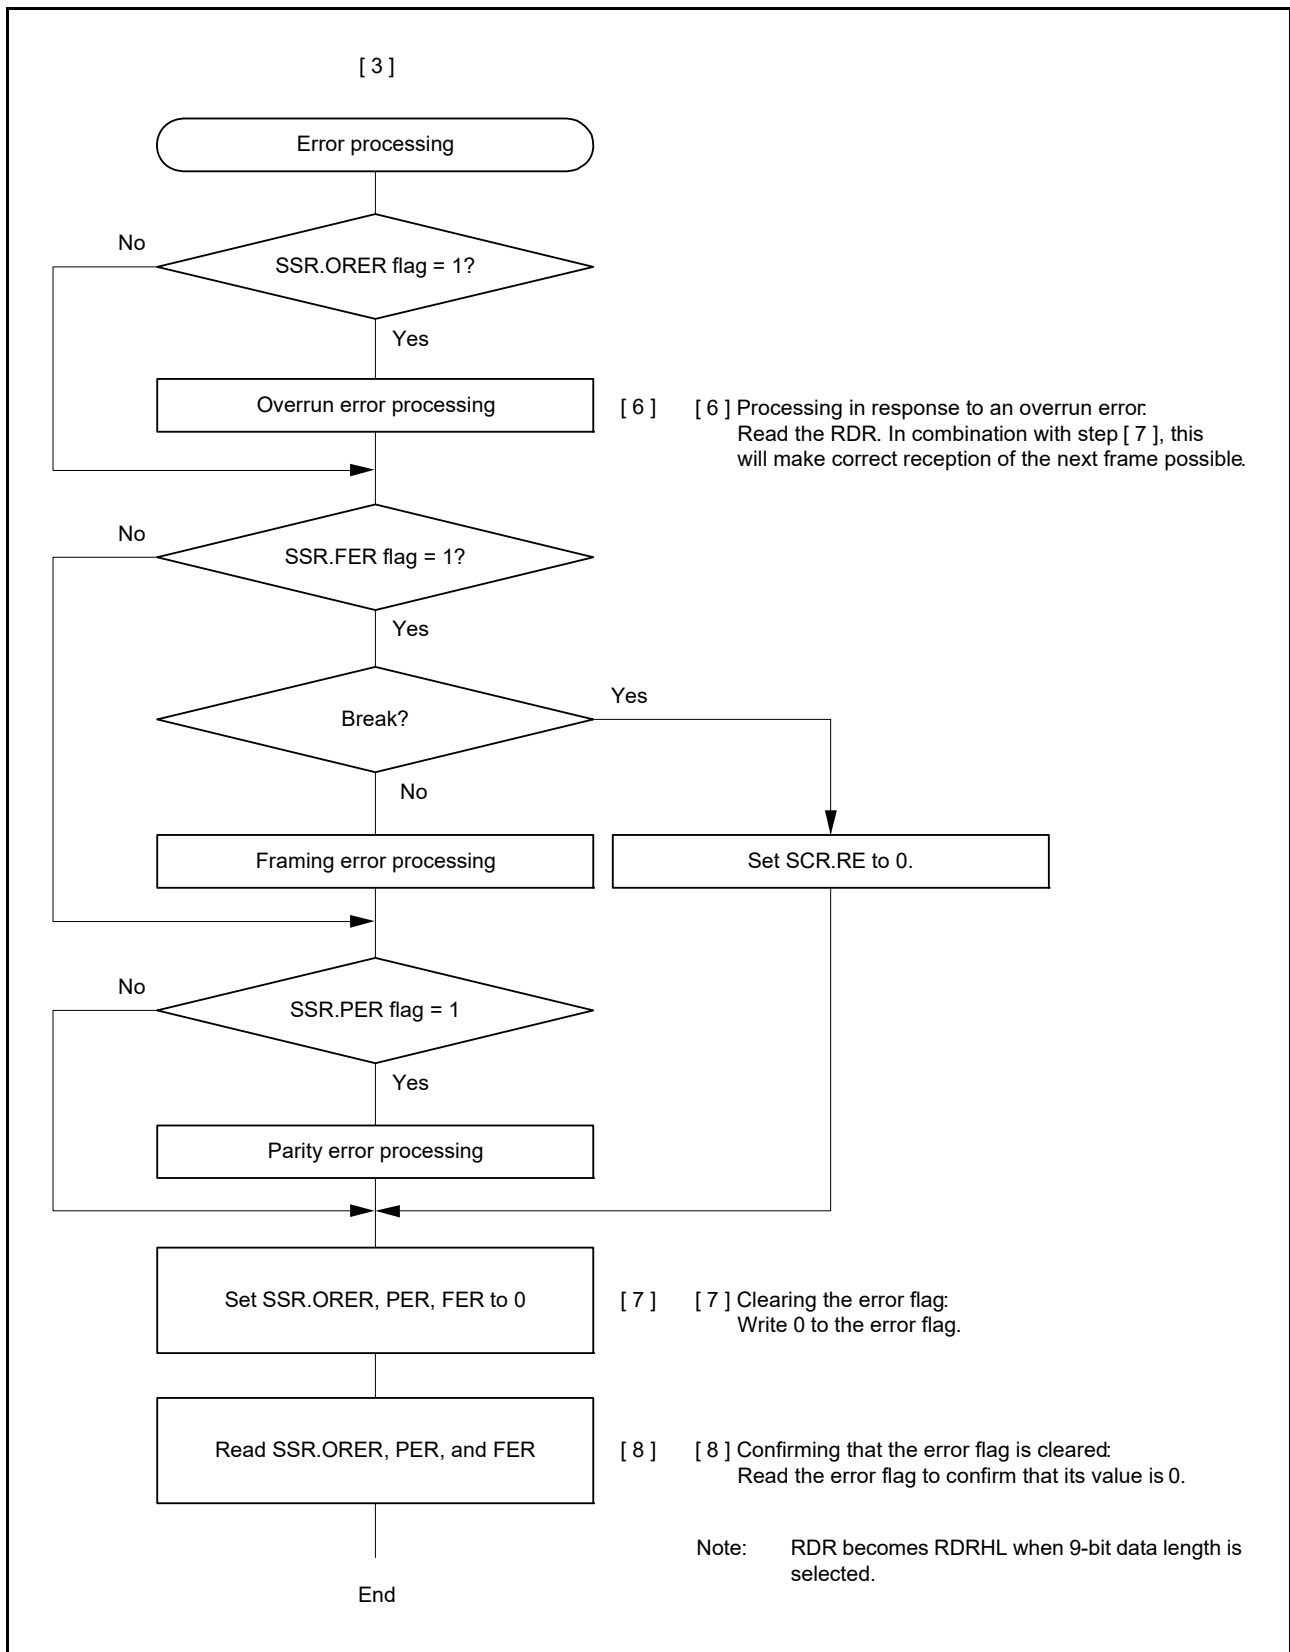 [ 3 ]
Error processing
No
SSR.ORER flag = 1?
Yes
Overrun error processing
[ 6 ]
[ 6 ] Processing in response to an overrun error:
Read the RDR. In combination with step [ 7 ], this
will make correct reception of the next frame possible.
No
SSR.FER flag = 1?
Yes
Break?
Yes
No
Framing error processing
Set SCR.RE to 0.
No
SSR.PER flag = 1
Yes
Parity error processing
Set SSR.ORER, PER, FER to 0
[ 7 ]
[ 7 ] Clearing the error flag:
Write 0 to the error flag.
Read SSR.ORER, PER, and FER
[ 8 ]
[ 8 ] Confirming that the error flag is cleared:
Read the error flag to confirm that its value is 0.
Note: RDR becomes RDRHL when 9-bit data length is
selected.
End